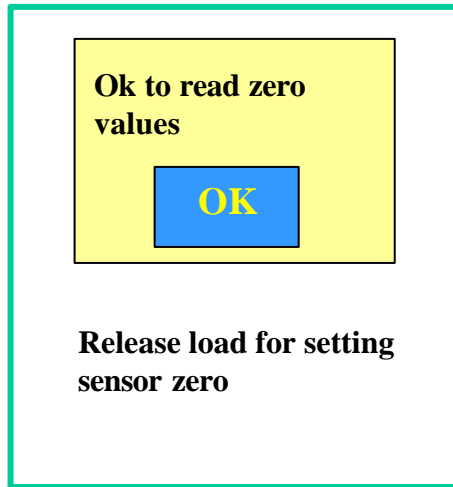 Ok to read zero
values
OK
Release load for setting
sensor zero